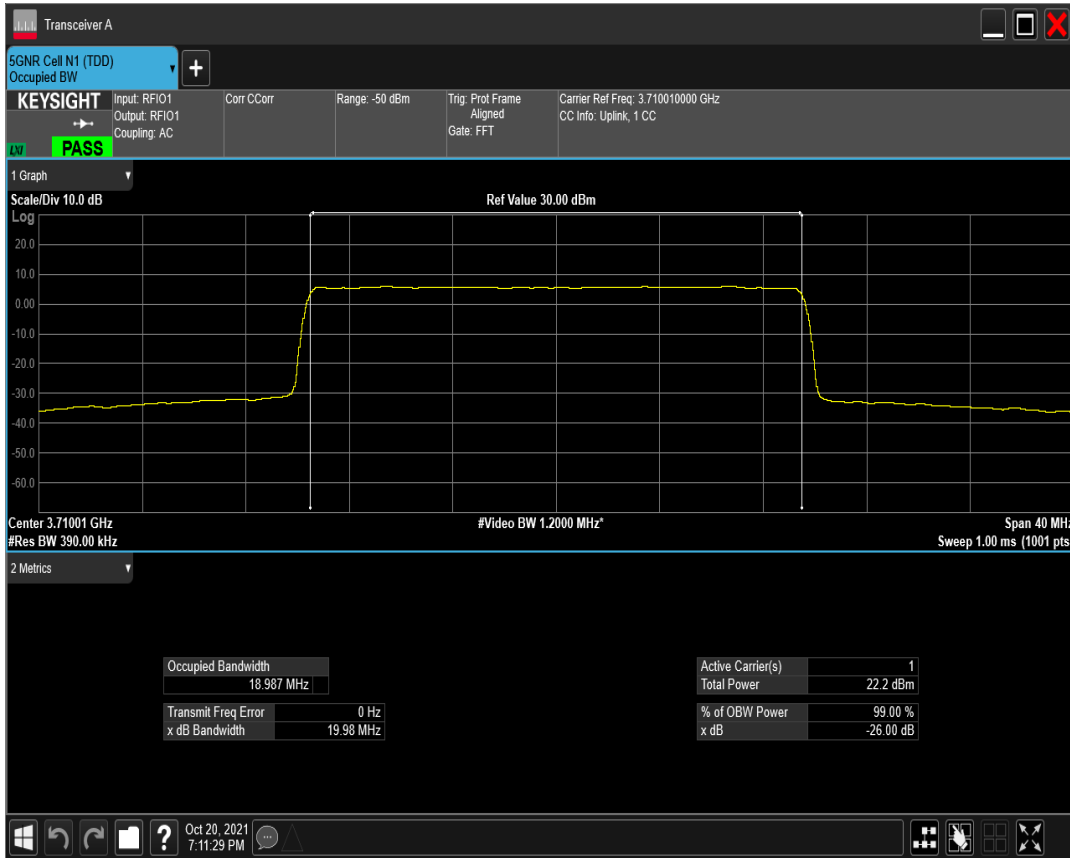 Transceiver A
5GNR Cell N1 (TDD)
Occupied BW
+
KEYSIGHT
LXI
PASS
Input: RFIO1
Output: RFIO1
Coupling: AC
Corr CCorr
Range: -50 dBm
Trig: Prot Frame
Aligned
Gate: FFT
Carrier Ref Freq: 3.710010000 GHz
CC Info: Uplink, 1 CC
1 Graph
Scale/Div 10.0 dB
Ref Value 30.00 dBm
Log
20.0
10.0
0.00
-10.0
-20.0
-30.0
-40.0
-50.0
-60.0
Center 3.71001 GHz
#Video BW 1.2000 MHz*
Span 40 MHz
#Res BW 390.00 kHz
Sweep 1.00 ms (1001 pts
2 Metrics
Occupied Bandwidth
18.987 MHz
Transmit Freq Error 0 Hz
x dB Bandwidth 19.98 MHz
Active Carrier(s) 1
Total Power 22.2 dBm
% of OBW Power 99.00 %
x dB -26.00 dB
?
Oct 20, 2021
7:11:29 PM